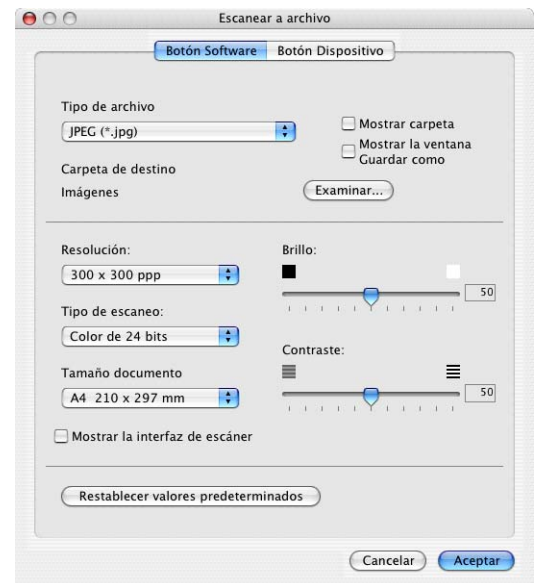 Escanear a archivo
Botón Software
Botón Dispositivo
Tipo de archivo
JPEG (*.jpg)
Mostrar carpeta
Mostrar la ventana
Guardar como
Carpeta de destino
Imágenes
Examinar...
Resolución:
300 x 300 ppp
Brillo:
50
Tipo de escaneo:
Color de 24 bits
Contraste:
50
Tamaño documento
A4 210 x 297 mm
Mostrar la interfaz de escáner
Restablecer valores predeterminados
Cancelar
Aceptar